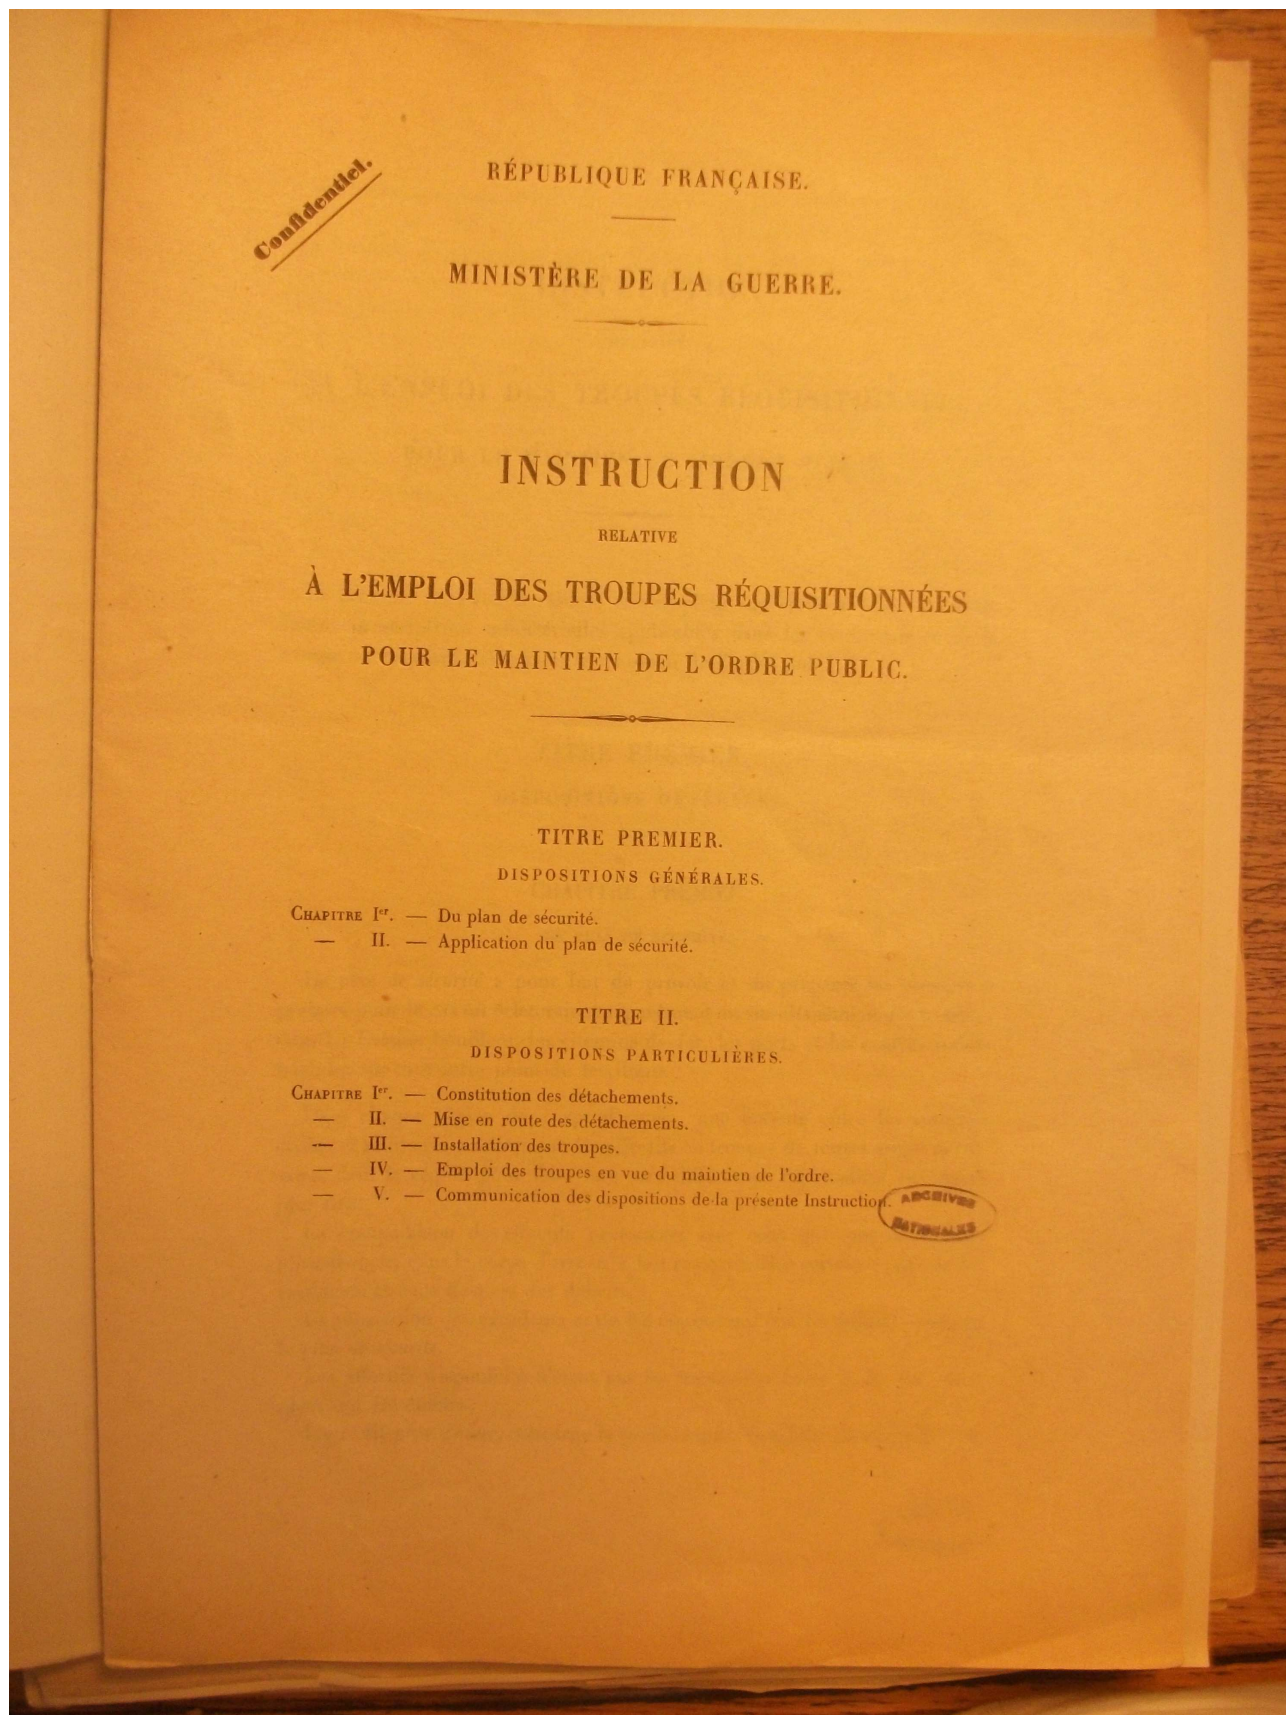 Confidentiel.
RÉPUBLIQUE FRANÇAISE.
MINISTÈRE DE LA GUERRE.
INSTRUCTION
RELATIVE
À L'EMPLOI DES TROUPES RÉQUISITIONNÉES
POUR LE MAINTIEN DE L'ORDRE PUBLIC.
TITRE PREMIER.
DISPOSITIONS GÉNÉRALES.
CHAPITRE Ier. — Du plan de sécurité.
— II. — Application du plan de sécurité.
TITRE II.
DISPOSITIONS PARTICULIÈRES.
CHAPITRE Ier. — Constitution des détachements.
— II. — Mise en route des détachements.
— III. — Installation des troupes.
— IV. — Emploi des troupes en vue du maintien de l'ordre.
— V. — Communication des dispositions de la présente Instruction.
ARCHIVES
NATIONALES